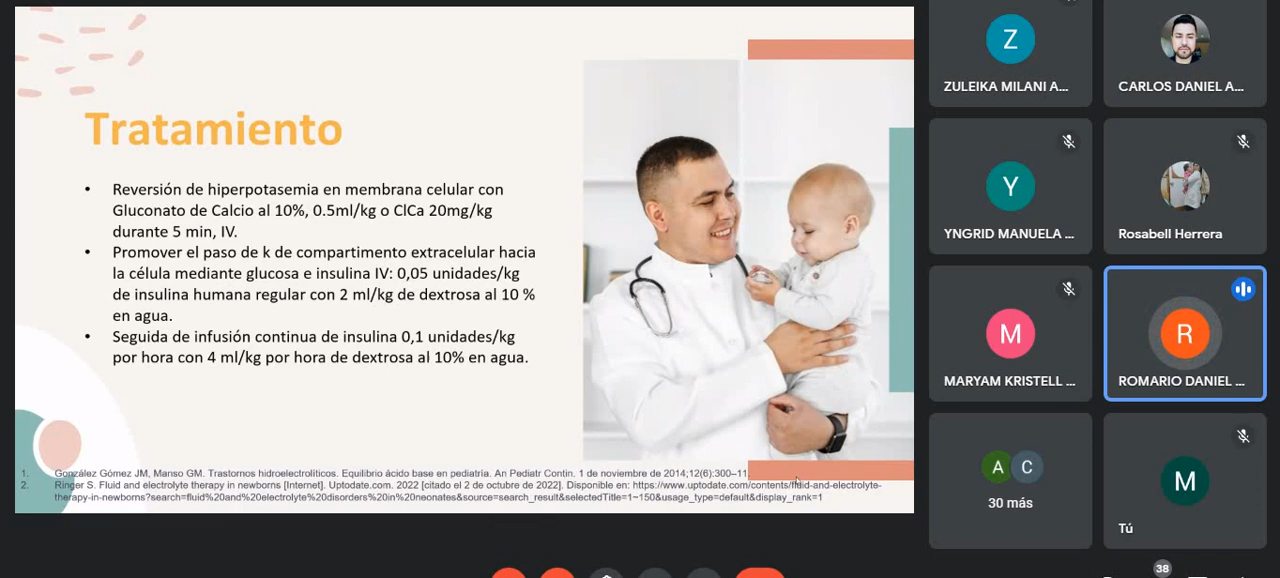 Tratamiento
• Reversión de hiperpotasemia en membrana celular con
Gluconato de Calcio al 10%, 0.5ml/kg o ClCa 20mg/kg
durante 5 min, IV.
• Promover el paso de k de compartimento extracelular hacia
la célula mediante glucosa e insulina IV: 0,05 unidades/kg
de insulina humana regular con 2 ml/kg de dextrosa al 10 %
en agua.
• Seguida de infusión continua de insulina 0,1 unidades/kg
por hora con 4 ml/kg por hora de dextrosa al 10% en agua.
1. González Gómez JM, Manso GM. Trastornos hidroelectrolíticos. Equilibrio ácido base en pediatría. An Pediatr Contin. 1 de noviembre de 2014;12(6):300–11
2. Ringer S. Fluid and electrolyte therapy in newborns [Internet]. Uptodate.com. 2022 [citado el 2 de octubre de 2022]. Disponible en: https://www.uptodate.com/contents/fluid-and-electrolyte-
therapy-in-newborns?search=fluid%20and%20electrolyte%20disorders%20in%20neonates&source=search_result&selectedTitle=1~150&usage_type=default&display_rank=1
Z
ZULEIKA MILANI A...
CARLOS DANIEL A...
Y
YNGRID MANUELA ...
Rosabell Herrera
M
MARYAM KRISTELL ...
R
ROMARIO DANIEL ...
A C
30 más
M
Tú
38